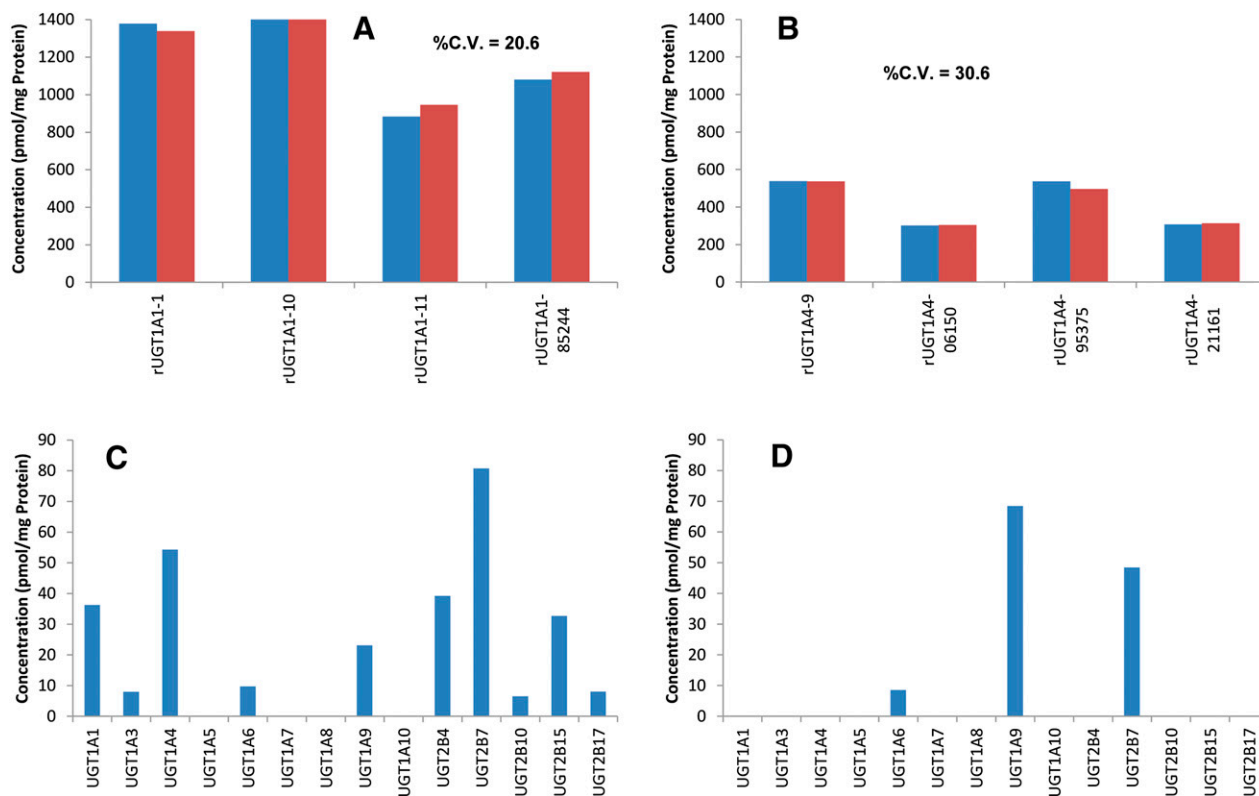 A
%C.V. = 20.6
Concentration (pmol/mg Protein)
1400
1200
1000
800
600
400
200
0
rUGT1A1-1
rUGT1A1-10
rUGT1A1-11
rUGT1A1-
85244
B
%C.V. = 30.6
Concentration (pmol/mg Protein)
1400
1200
1000
800
600
400
200
0
rUGT1A4-9
rUGT1A4-
06150
rUGT1A4-
95375
rUGT1A4-
21161
C
Concentration (pmol/mg Protein)
90
80
70
60
50
40
30
20
10
0
UGT1A1
UGT1A3
UGT1A4
UGT1A5
UGT1A6
UGT1A7
UGT1A8
UGT1A9
UGT1A10
UGT2B4
UGT2B7
UGT2B10
UGT2B15
UGT2B17
D
Concentration (pmol/mg Protein)
90
80
70
60
50
40
30
20
10
0
UGT1A1
UGT1A3
UGT1A4
UGT1A5
UGT1A6
UGT1A7
UGT1A8
UGT1A9
UGT1A10
UGT2B4
UGT2B7
UGT2B10
UGT2B15
UGT2B17